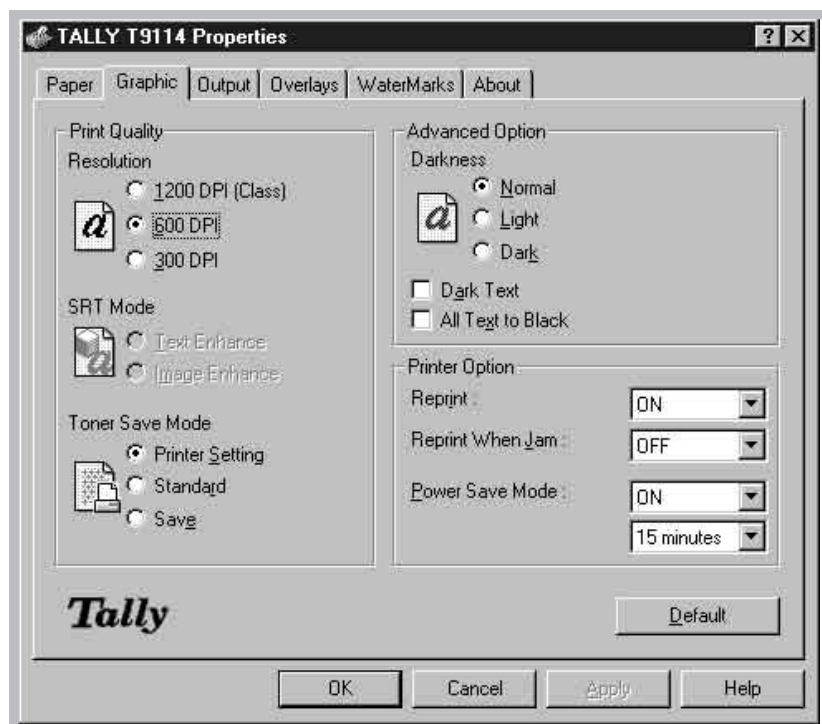 TALLY T9114 Properties
Paper Graphic Output Overlays WaterMarks About
Print Quality
Resolution
1200 DPI (Class)
600 DPI
300 DPI
SRT Mode
Text Enhance
Image Enhance
Toner Save Mode
Printer Setting
Standard
Save
Advanced Option
Darkness
Normal
Light
Dark
Dark Text
All Text to Black
Printer Option
Reprint : ON
Reprint When Jam : OFF
Power Save Mode : ON
15 minutes
Tally
Default
OK Cancel Apply Help